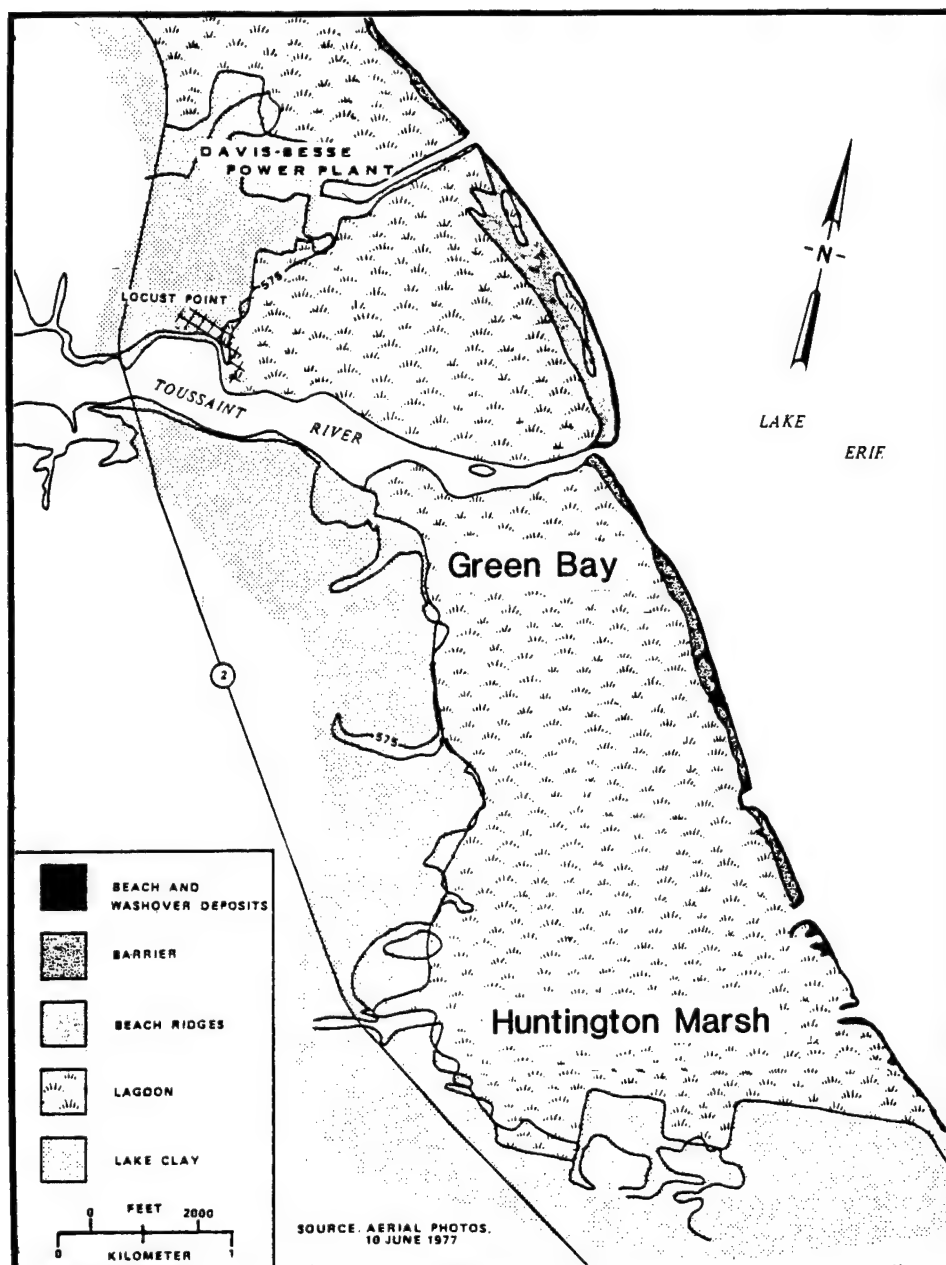 DAVIS-BESSE
POWER PLANT
-N-
575
LOCUST POINT
LAKE
ERIE
TOUSSAINT
RIVER
Green Bay
2
575
BEACH AND
WASHOVER DEPOSITS
BARRIER
BEACH RIDGES
Huntington Marsh
LAGOON
LAKE CLAY
FEET
0 2000
0 1
KILOMETER
SOURCE. AERIAL PHOTOS.
10 JUNE 1977